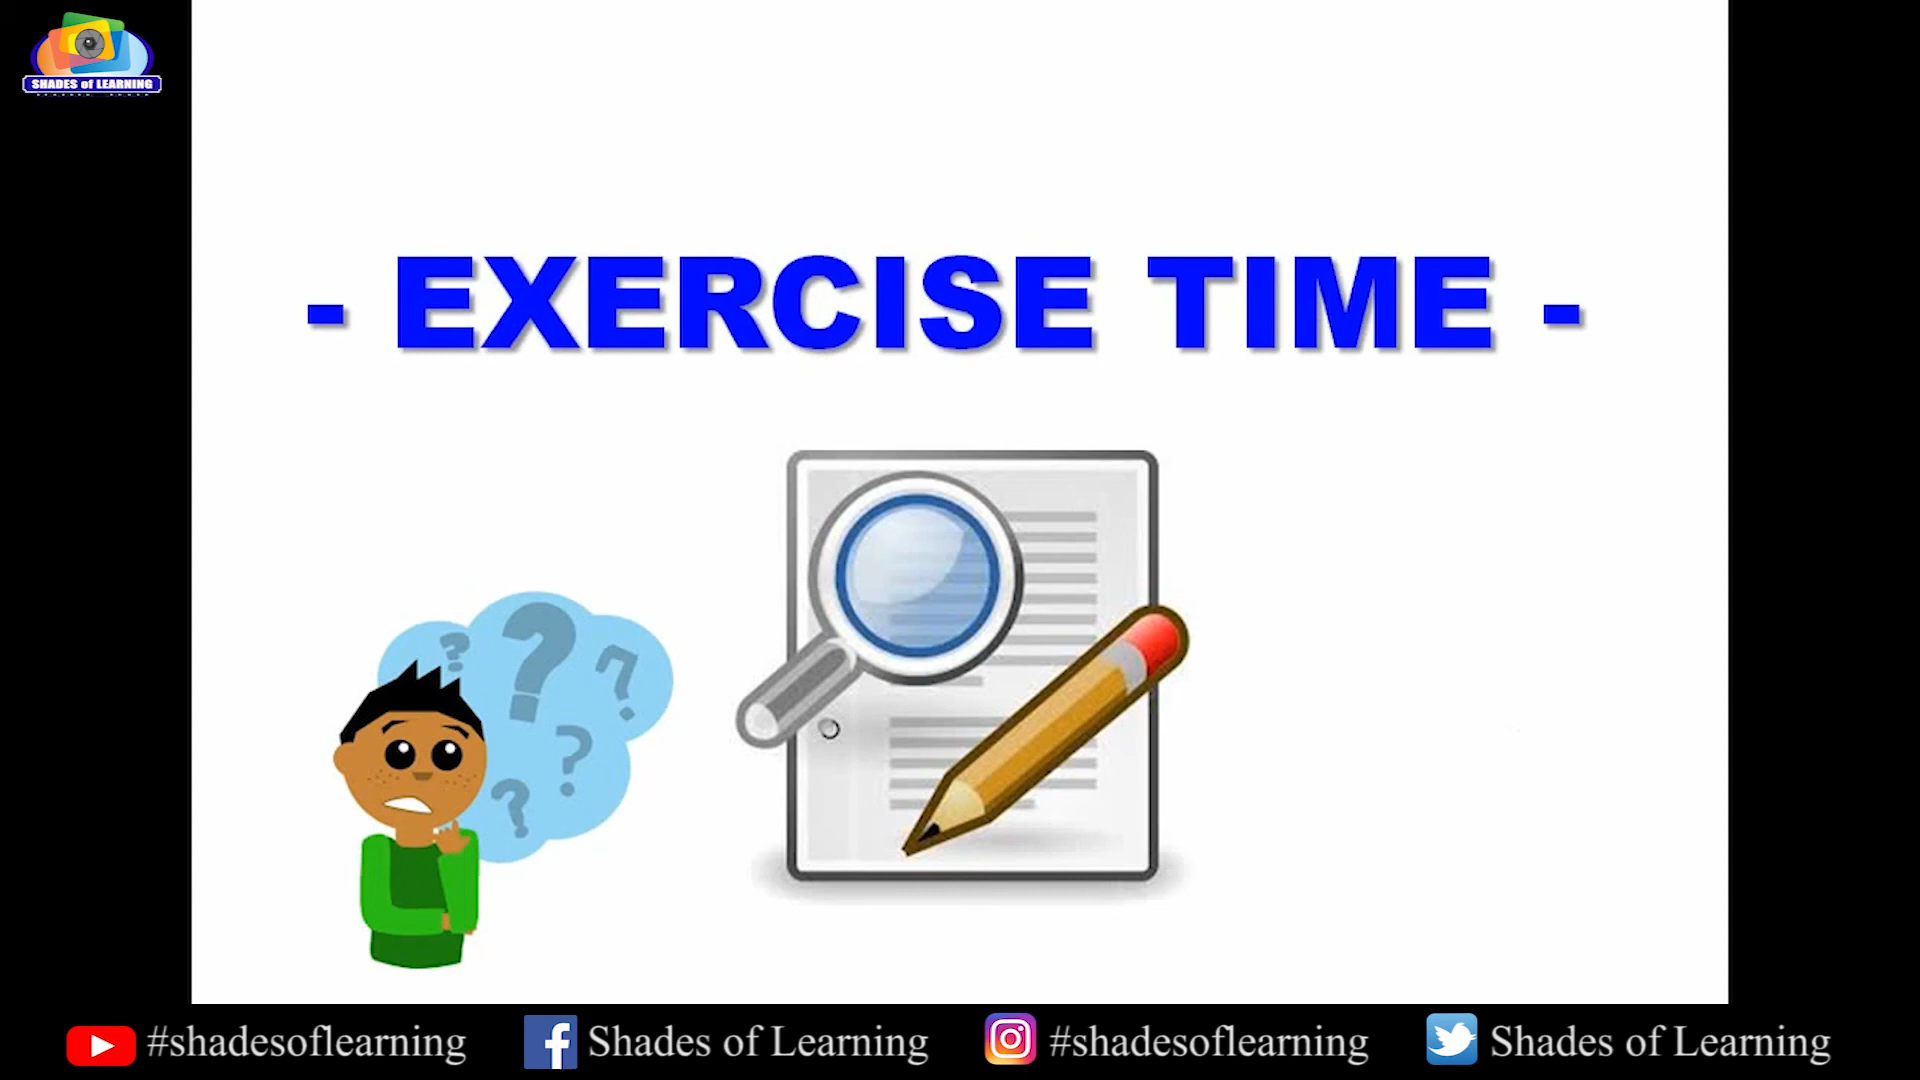 SHADES of LEARNING
- EXERCISE TIME -
? ? ? ? ?
#shadesoflearning Shades of Learning #shadesoflearning Shades of Learning